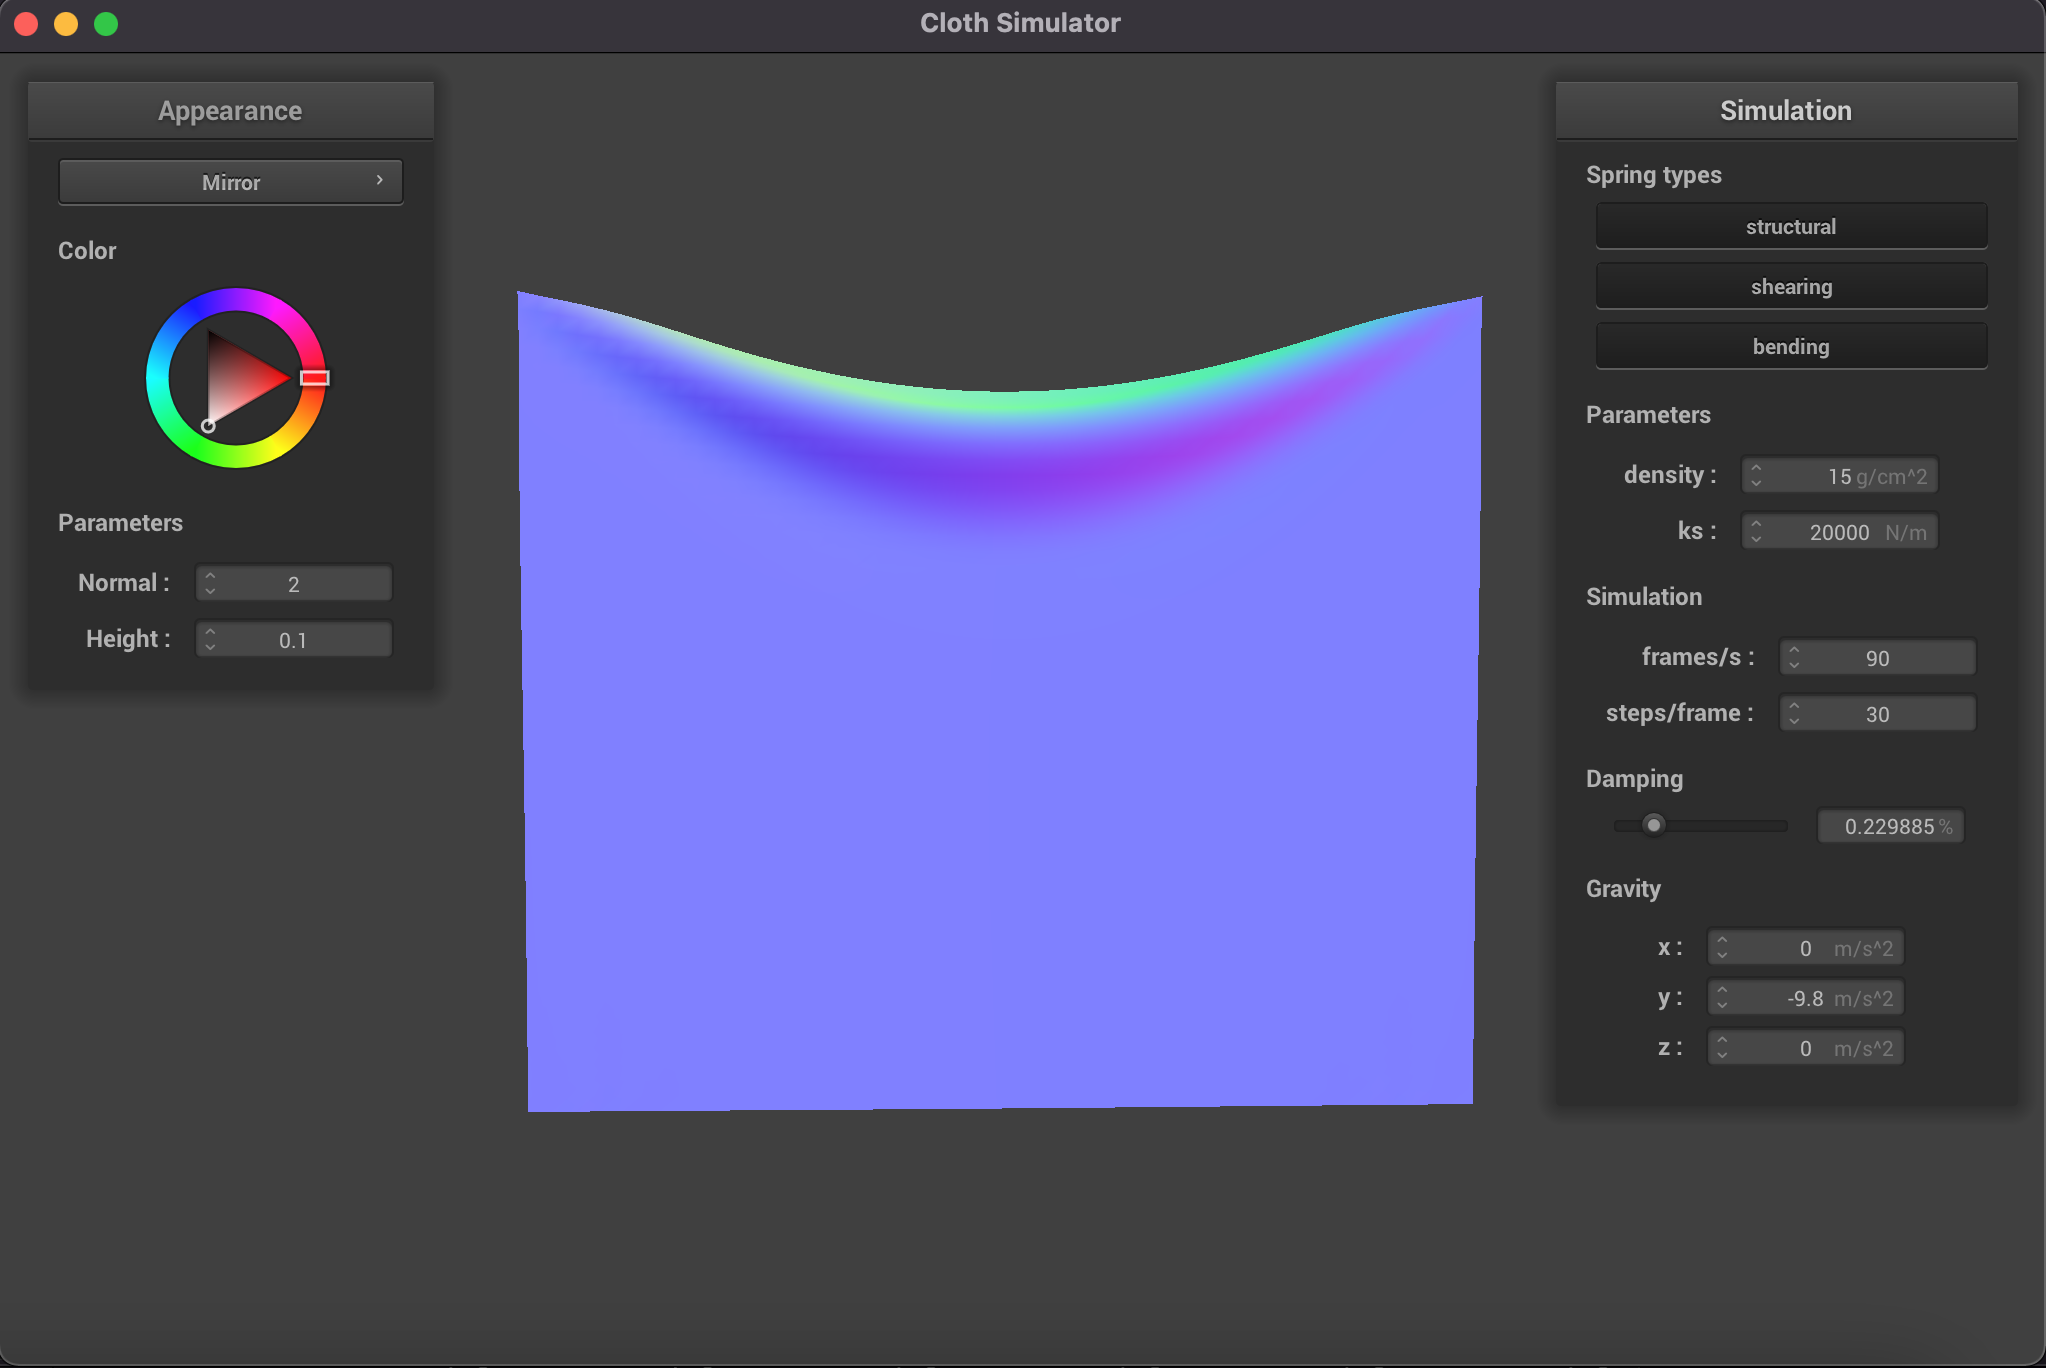 Cloth Simulator
Appearance
Mirror
Color
Parameters
Normal : 2
Height : 0.1
Simulation
Spring types
structural
shearing
bending
Parameters
density : 15 g/cm^2
ks : 20000 N/m
Simulation
frames/s : 90
steps/frame : 30
Damping
0.229885 %
Gravity
x : 0 m/s^2
y : -9.8 m/s^2
z : 0 m/s^2